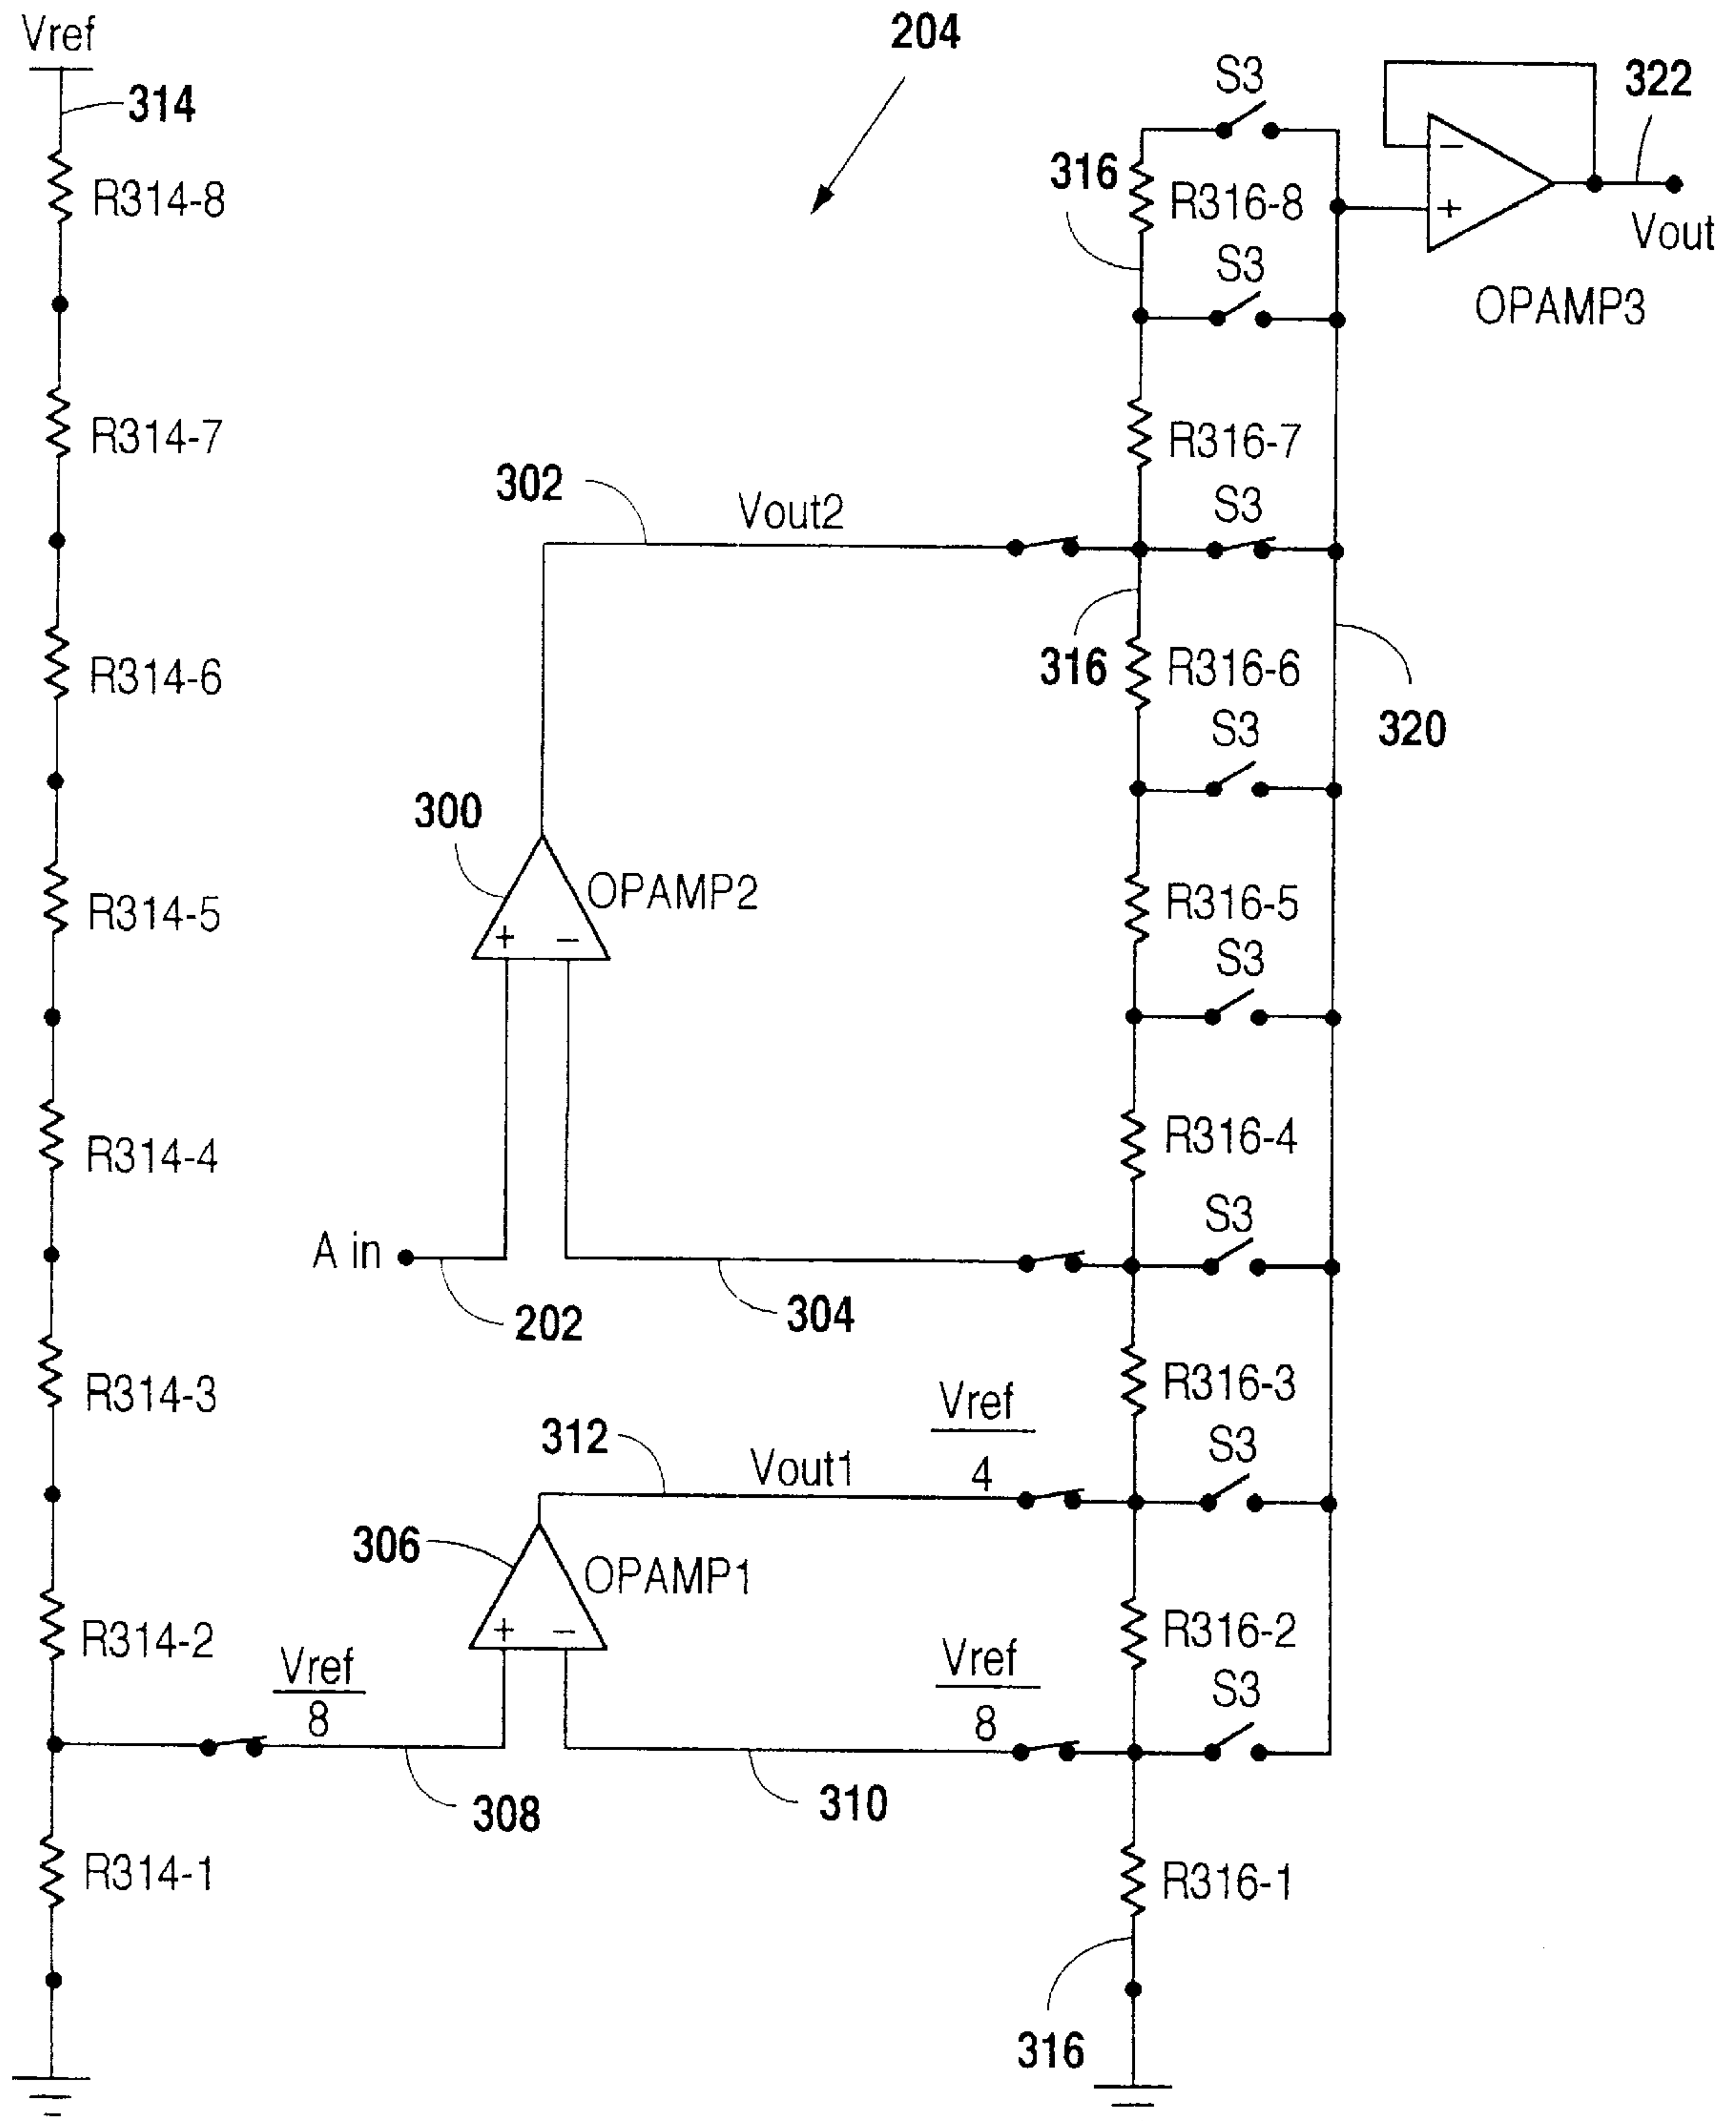 Vref
204
S3
322
314
316
R316-8
R314-8
Vout
S3
OPAMP3
R314-7
R316-7
302
Vout2
S3
316
R316-6
R314-6
S3
320
300
OPAMP2
R316-5
R314-5
+ −
S3
R316-4
R314-4
S3
A in
202
304
R316-3
R314-3
Vref
4
312
Vout1
S3
306
OPAMP1
R316-2
R314-2
+ −
Vref
8
Vref
8
S3
308
310
R314-1
R316-1
316
−
+